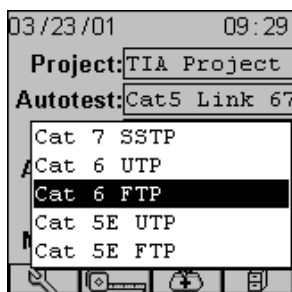 03/23/01 09:29
Project: TIA Project
Autotest: Cat5 Link 67
Cat 7 SSTP
Cat 6 UTP
Cat 6 FTP
Cat 5E UTP
Cat 5E FTP